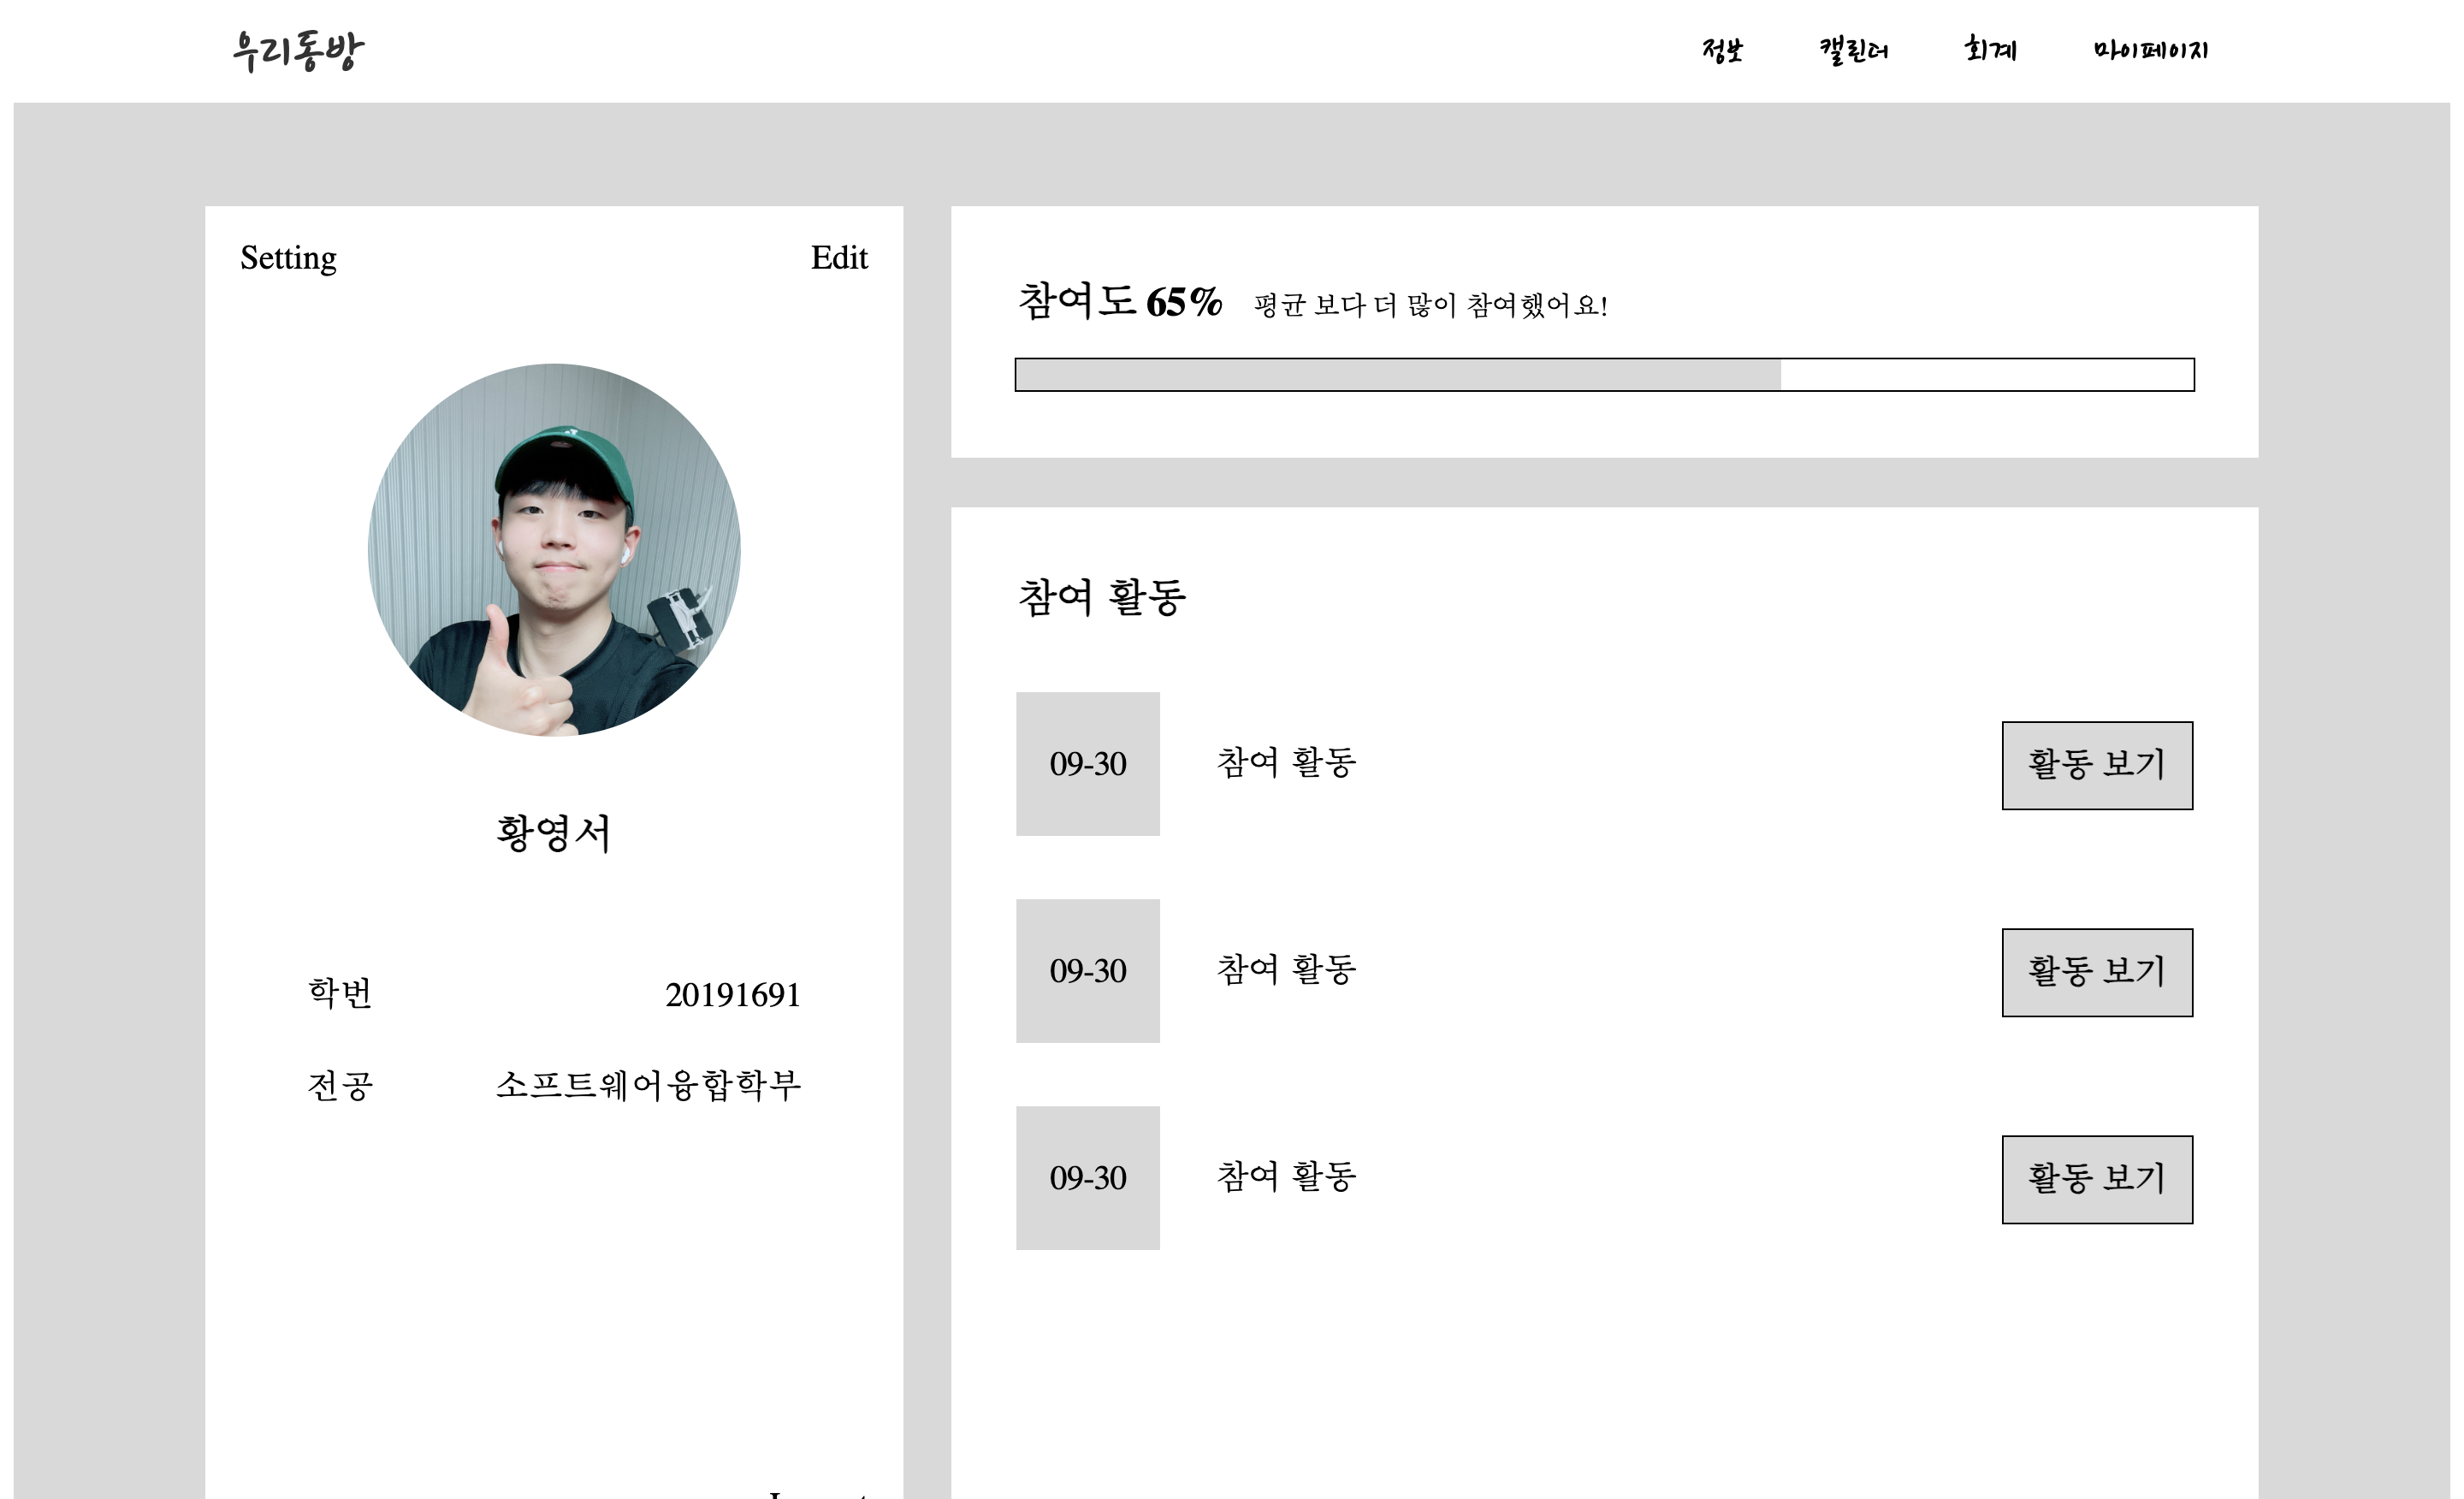 우리동방
정보 캘린더 회계 마이페이지
Setting Edit
황영서
학번 20191691
전공 소프트웨어융합학부
참여도 65% 평균 보다 더 많이 참여했어요!
참여 활동
09-30 참여 활동 활동 보기
09-30 참여 활동 활동 보기
09-30 참여 활동 활동 보기